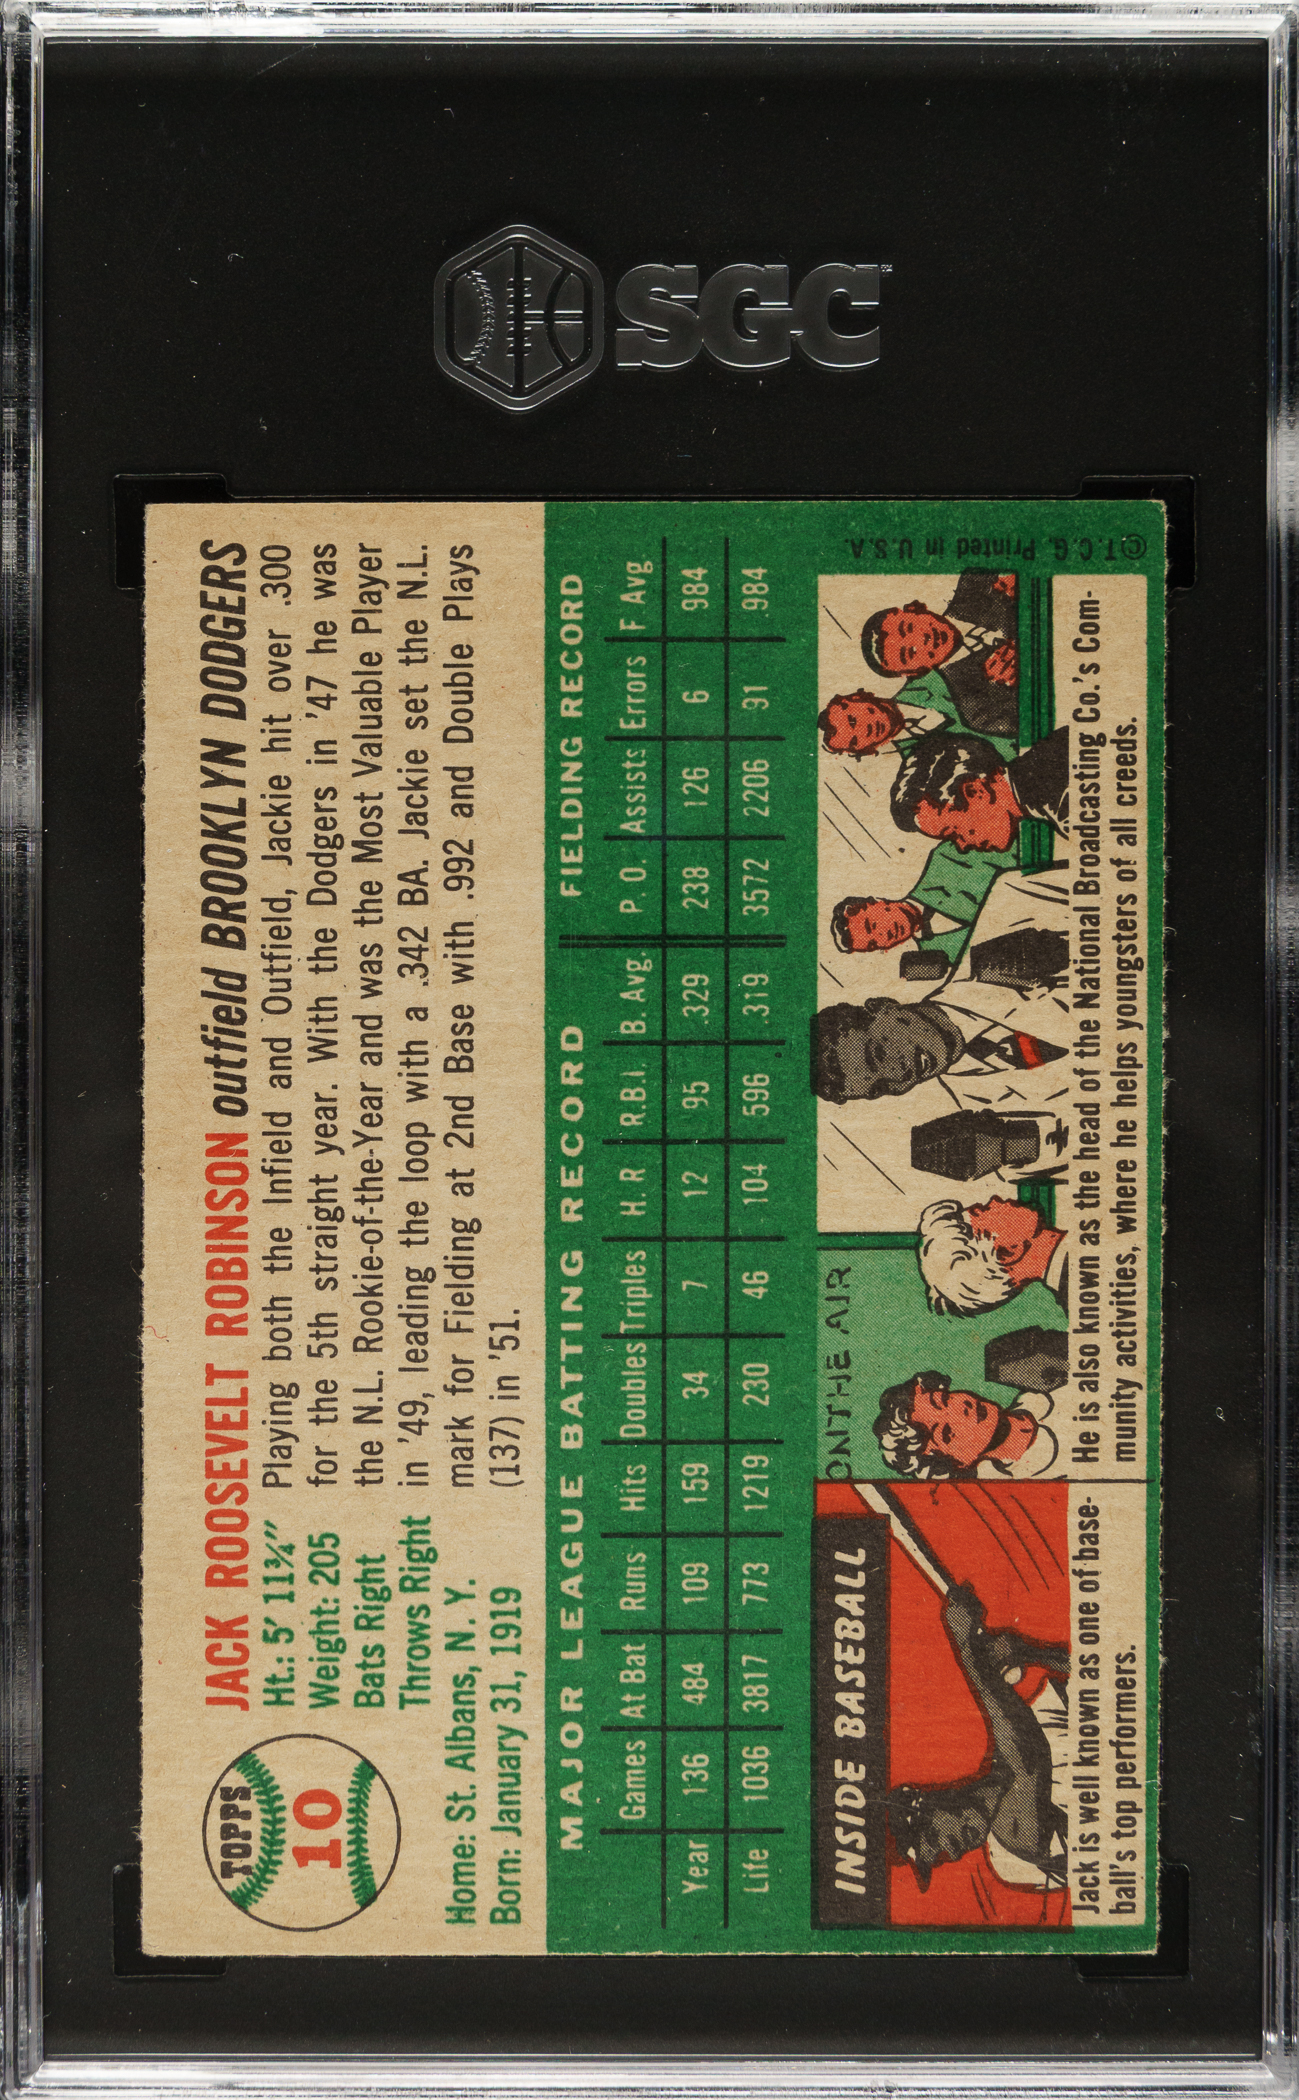 SGC
TOPPS
10
JACK ROOSEVELT ROBINSON outfield BROOKLYN DODGERS
Ht.: 5' 11¾"
Weight: 205
Bats Right
Throws Right
Home: St. Albans, N. Y.
Born: January 31, 1919
Playing both the Infield and Outfield, Jackie hit over .300
for the 5th straight year. With the Dodgers in '47 he was
the N.L. Rookie-of-the-Year and was the Most Valuable Player
in '49, leading the loop with a .342 BA. Jackie set the N.L.
mark for Fielding at 2nd Base with .992 and Double Plays
(137) in '51.
MAJOR LEAGUE BATTING RECORD FIELDING RECORD
Games At Bat Runs Hits Doubles Triples H. R R.B.I. B. Avg. P. O. Assists Errors F Avg
Year 136 484 109 159 34 7 12 95 .329 238 126 6 984
Life 1036 3817 773 1219 230 46 104 596 .319 3572 2206 91 .984
INSIDE BASEBALL
ON THE AIR
Jack is well known as one of base-
ball's top performers.
He is also known as the head of the National Broadcasting Co.'s Com-
munity activities, where he helps youngsters of all creeds.
©T.C.G. Printed in U.S.A.